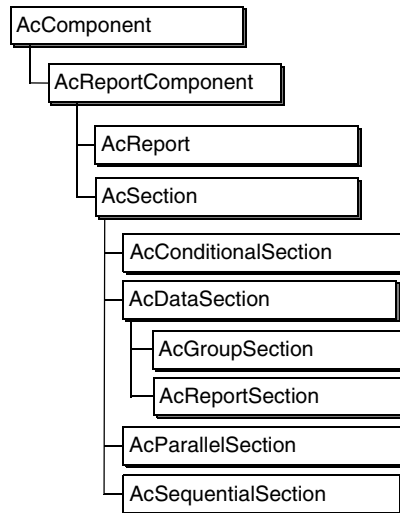 AcComponent
AcReportComponent
AcReport
AcSection
AcConditionalSection
AcDataSection
AcGroupSection
AcReportSection
AcParallelSection
AcSequentialSection